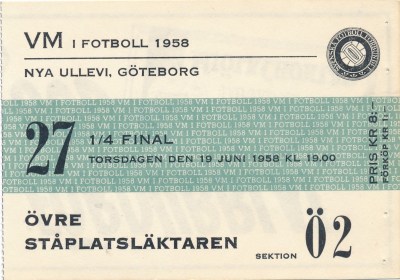 VM I FOTBOLL 1958
NYA ULLEVI, GÖTEBORG
SVENSKA FOTBOLLFÖRBUNDET
1958 VM I FOTBOLL 1958 VM I FOTBOLL 1958 VM I FOTBOLL 1958
27
1/4 FINAL
TORSDAGEN DEN 19 JUNI 1958 KL 19.00
PRIS KR 8:-
FÖRKÖP KR 1:-
ÖVRE
STÅPLATSLÄKTAREN
SEKTION Ö2